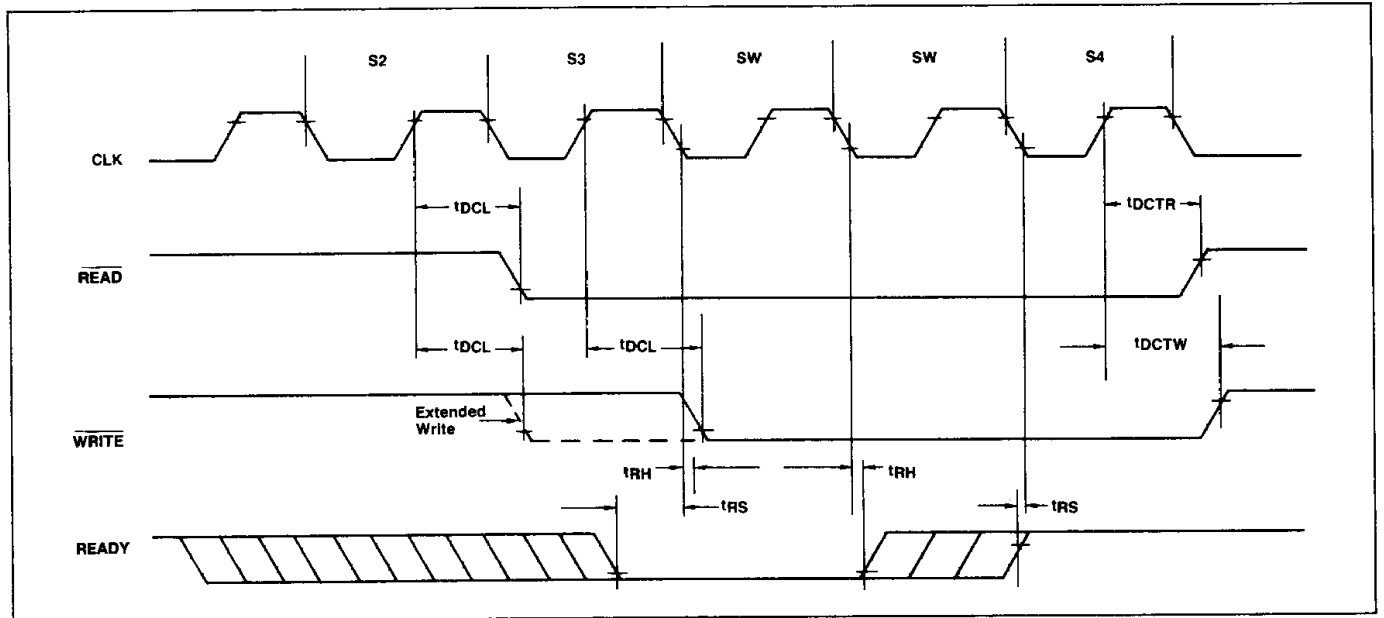 S2 S3 SW SW S4
CLK
tDCL tDCTR
READ
tDCL tDCL tDCTW
Extended
Write
WRITE
tRH tRH
tRS tRS
READY